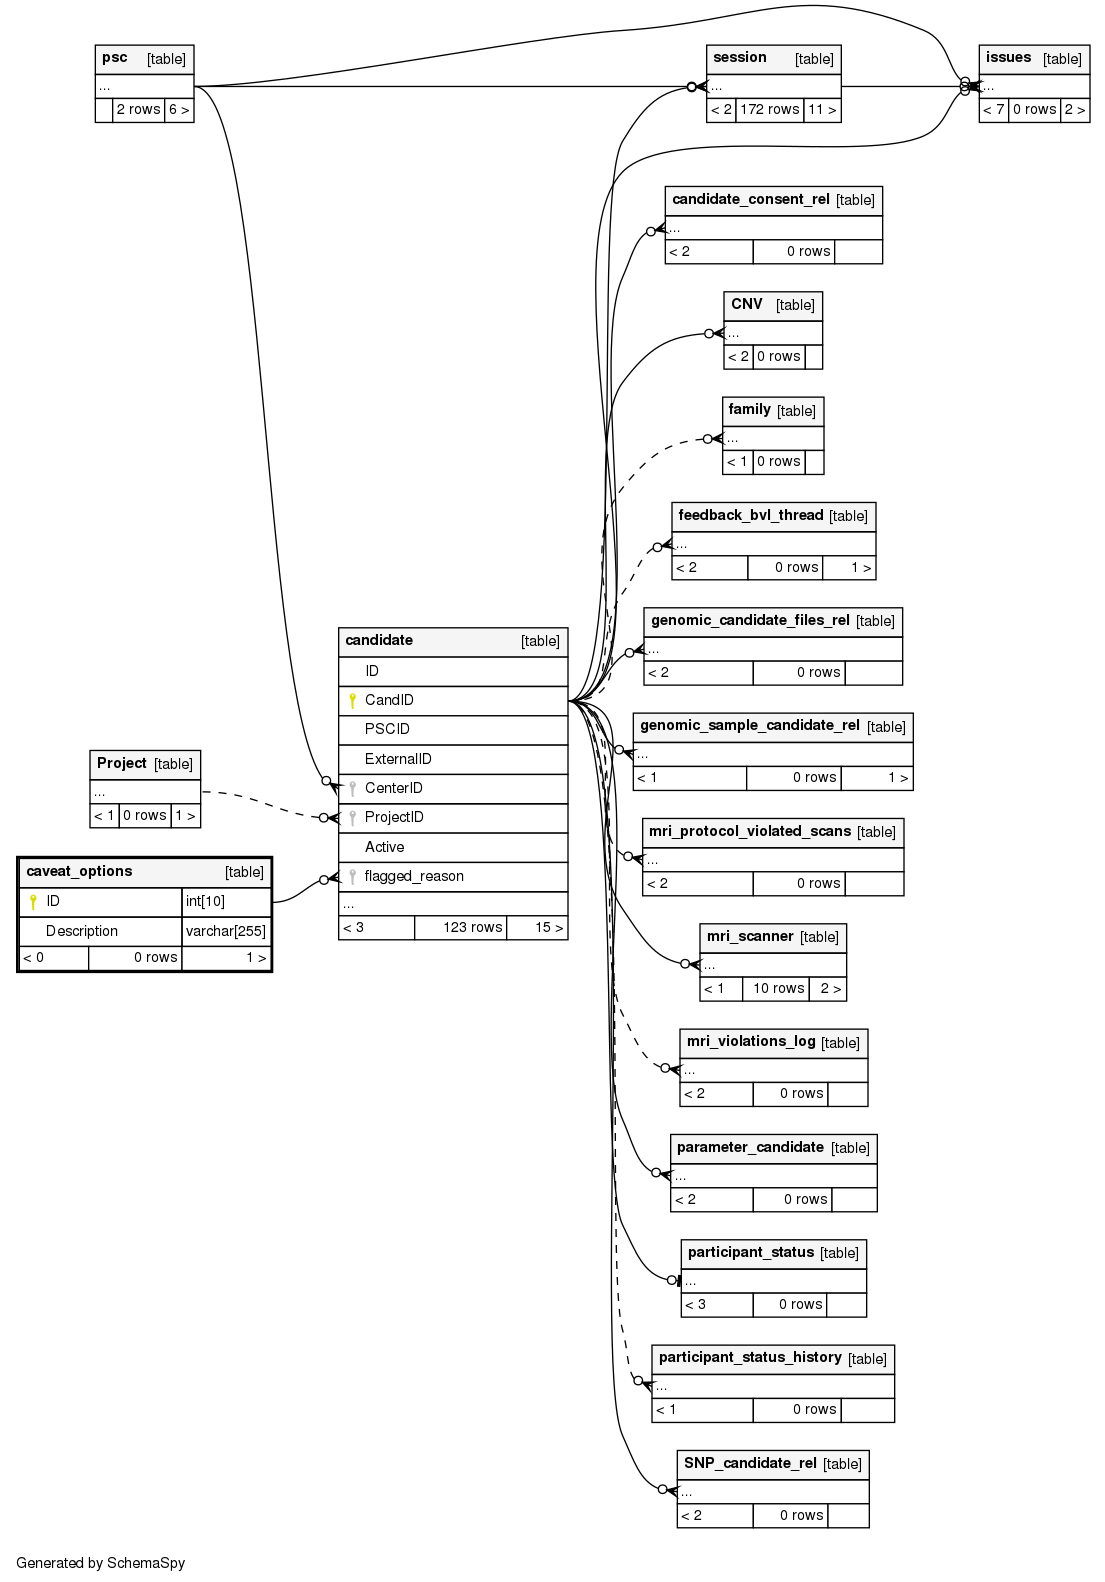 psc [table]
...
2 rows 6 >
session [table]
...
< 2 172 rows 11 >
issues [table]
...
< 7 0 rows 2 >
candidate_consent_rel [table]
...
< 2 0 rows
CNV [table]
...
< 2 0 rows
family [table]
...
< 1 0 rows
feedback_bvl_thread [table]
...
< 2 0 rows 1 >
genomic_candidate_files_rel [table]
...
< 2 0 rows
candidate [table]
ID
CandID
PSCID
ExternalID
CenterID
ProjectID
Active
flagged_reason
...
< 3 123 rows 15 >
genomic_sample_candidate_rel [table]
...
< 1 0 rows 1 >
Project [table]
...
< 1 0 rows 1 >
mri_protocol_violated_scans [table]
...
< 2 0 rows
caveat_options [table]
ID int[10]
Description varchar[255]
< 0 0 rows 1 >
mri_scanner [table]
...
< 1 10 rows 2 >
mri_violations_log [table]
...
< 2 0 rows
parameter_candidate [table]
...
< 2 0 rows
participant_status [table]
...
< 3 0 rows
participant_status_history [table]
...
< 1 0 rows
SNP_candidate_rel [table]
...
< 2 0 rows
Generated by SchemaSpy